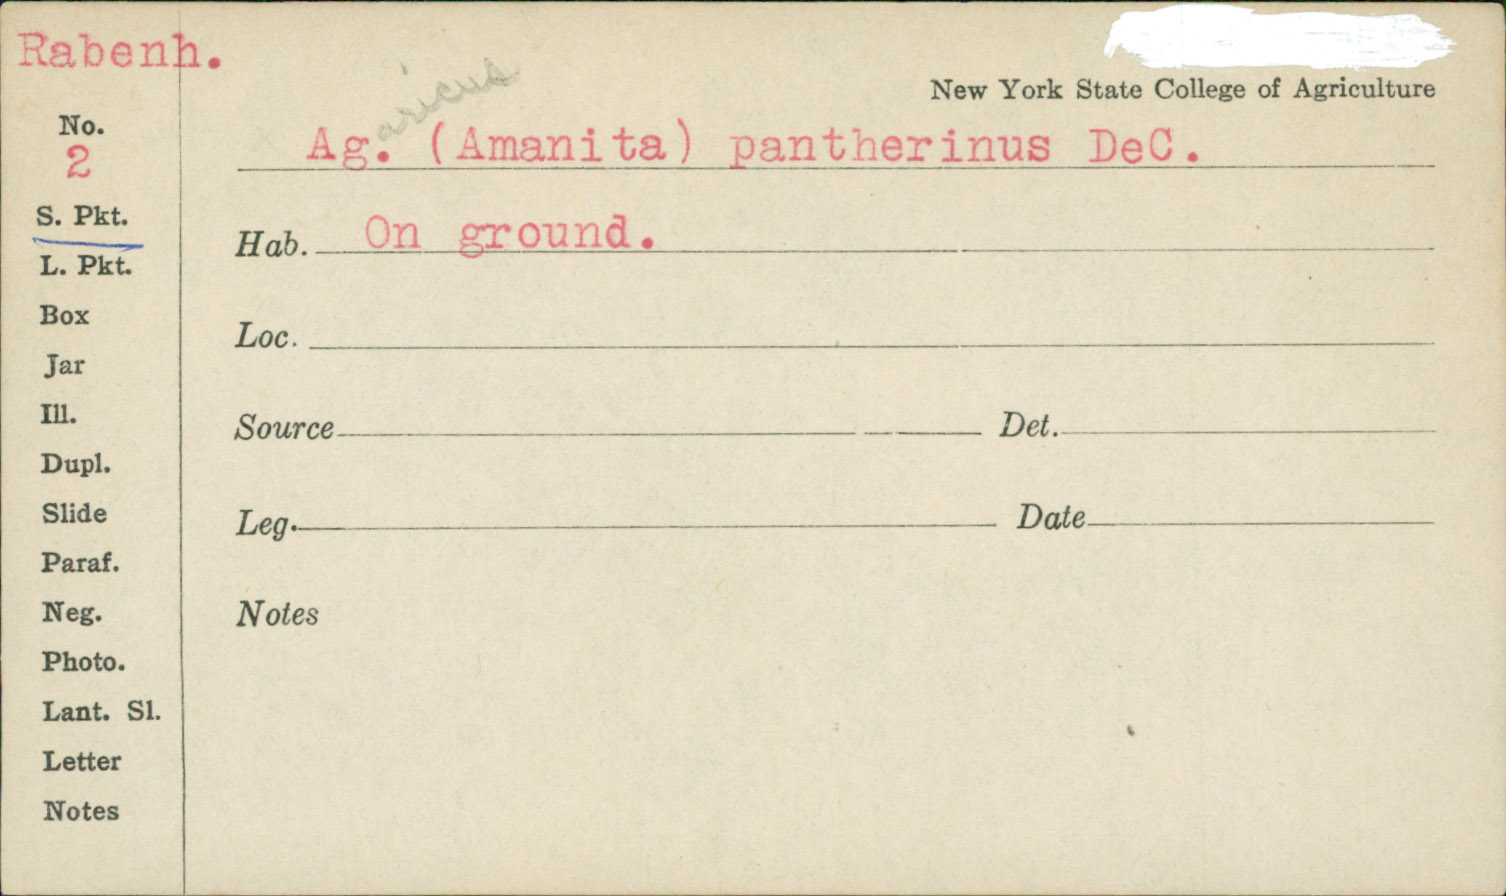 Rabenh.
New York State College of Agriculture
No.
2
aricus
Ag. (Amanita) pantherinus DeC.
S. Pkt.
Hab. On ground.
L. Pkt.
Box
Loc.
Jar
Ill.
Source Det.
Dupl.
Slide
Leg. Date
Paraf.
Neg.
Notes
Photo.
Lant. Sl.
Letter
Notes